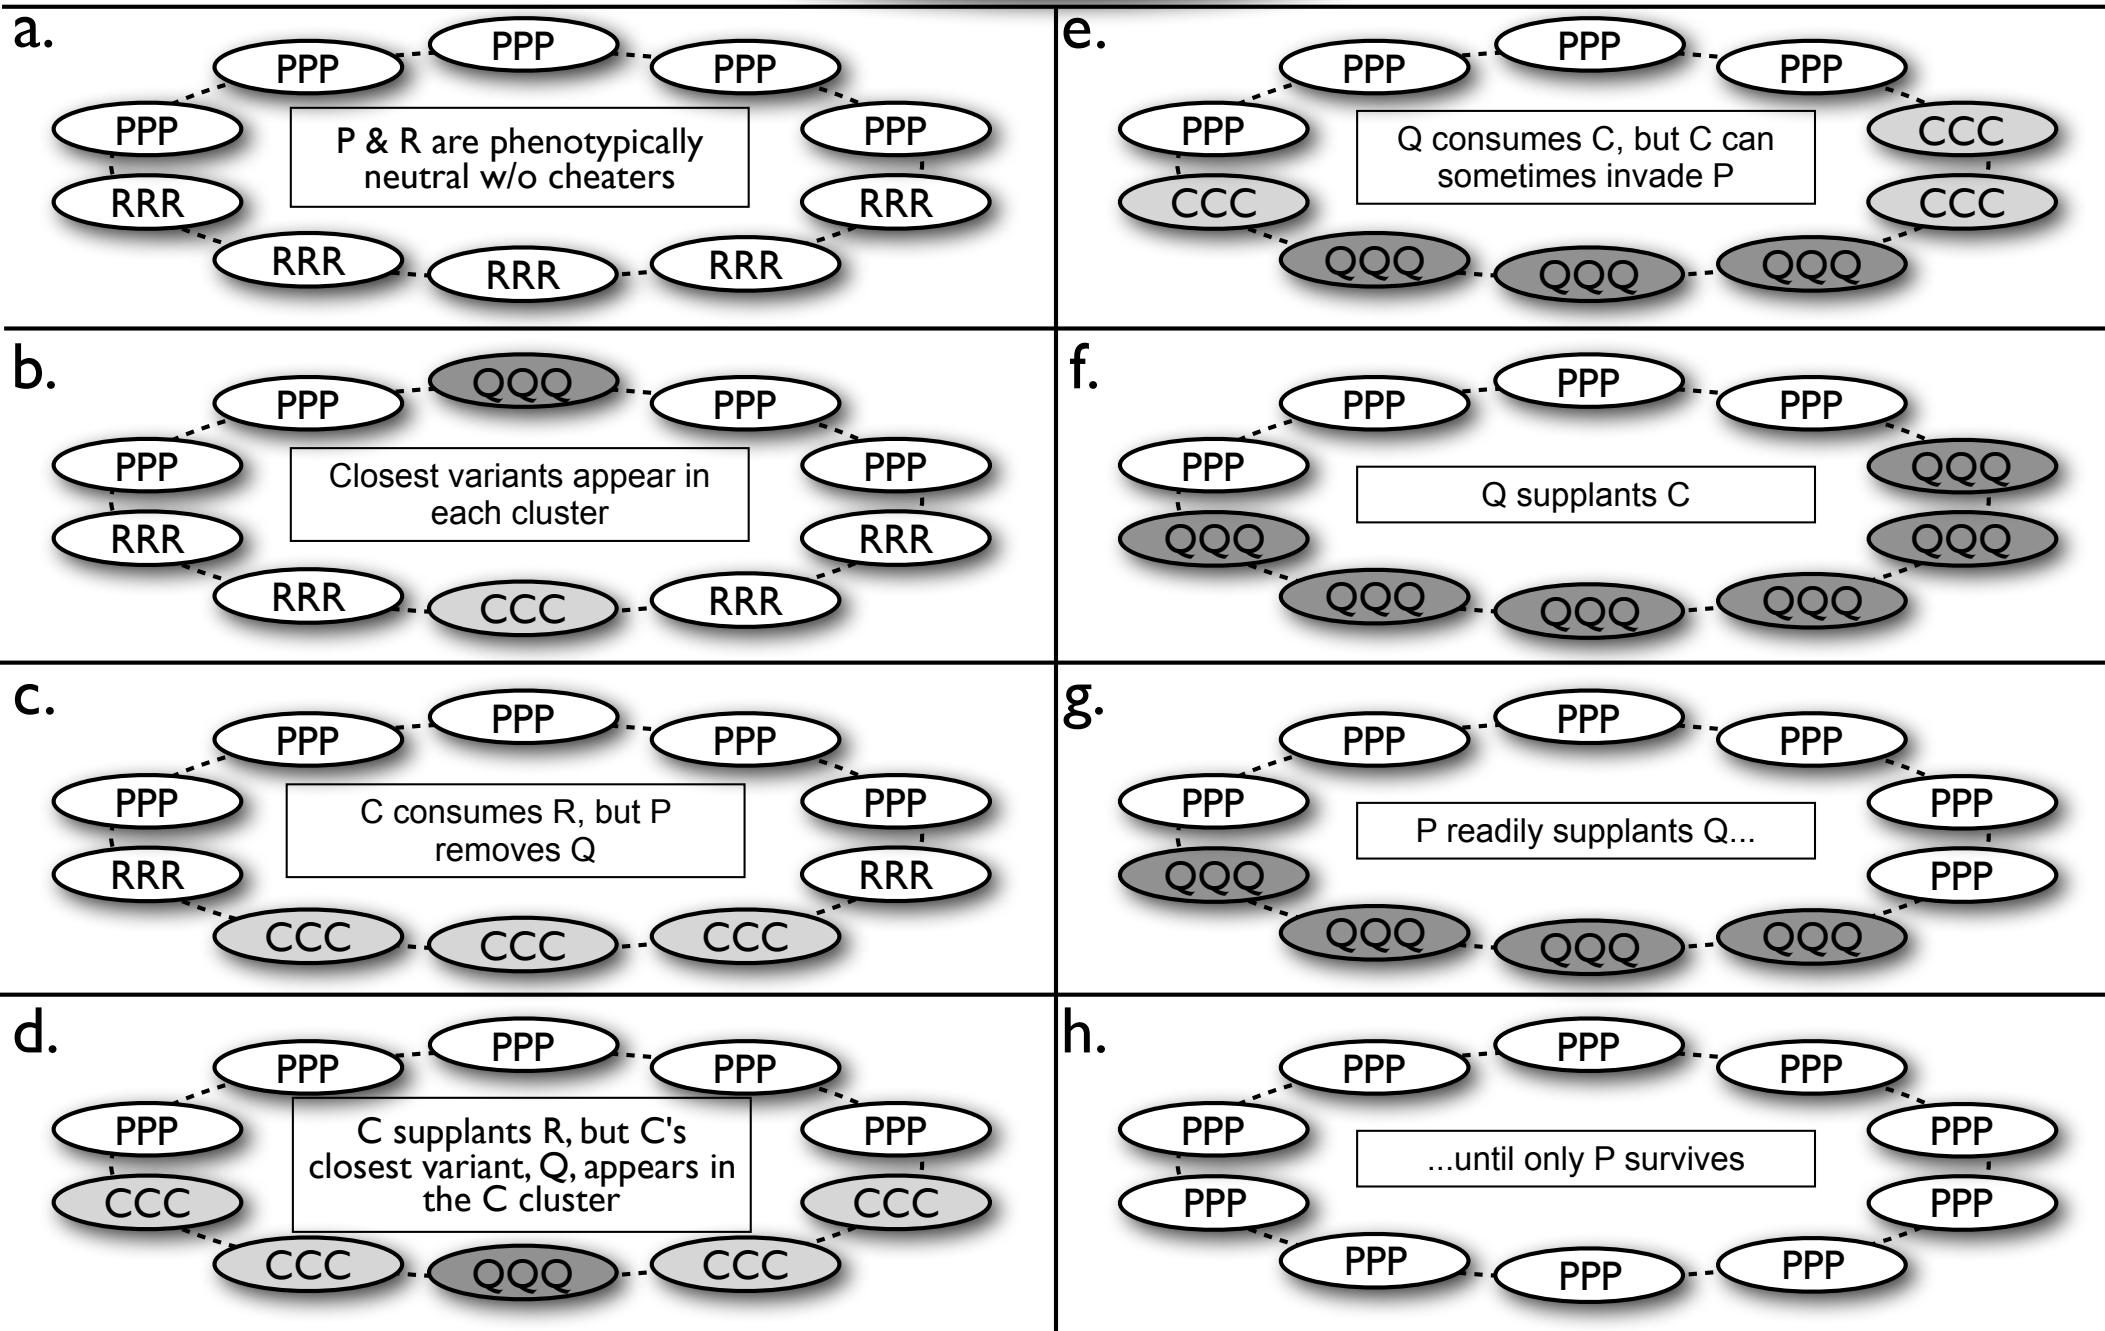 a.
PPP
PPP
PPP
PPP
PPP
P & R are phenotypically
neutral w/o cheaters
RRR
RRR
RRR
RRR
RRR
b.
QQQ
PPP
PPP
PPP
PPP
Closest variants appear in
each cluster
RRR
RRR
RRR
CCC
RRR
c.
PPP
PPP
PPP
PPP
PPP
C consumes R, but P
removes Q
RRR
RRR
CCC
CCC
CCC
d.
PPP
PPP
PPP
PPP
PPP
C supplants R, but C's
closest variant, Q, appears in
the C cluster
CCC
CCC
CCC
QQQ
CCC
e.
PPP
PPP
PPP
PPP
CCC
Q consumes C, but C can
sometimes invade P
CCC
CCC
QQQ
QQQ
QQQ
f.
PPP
PPP
PPP
PPP
QQQ
Q supplants C
QQQ
QQQ
QQQ
QQQ
QQQ
g.
PPP
PPP
PPP
PPP
PPP
P readily supplants Q...
QQQ
PPP
QQQ
QQQ
QQQ
h.
PPP
PPP
PPP
PPP
PPP
...until only P survives
PPP
PPP
PPP
PPP
PPP